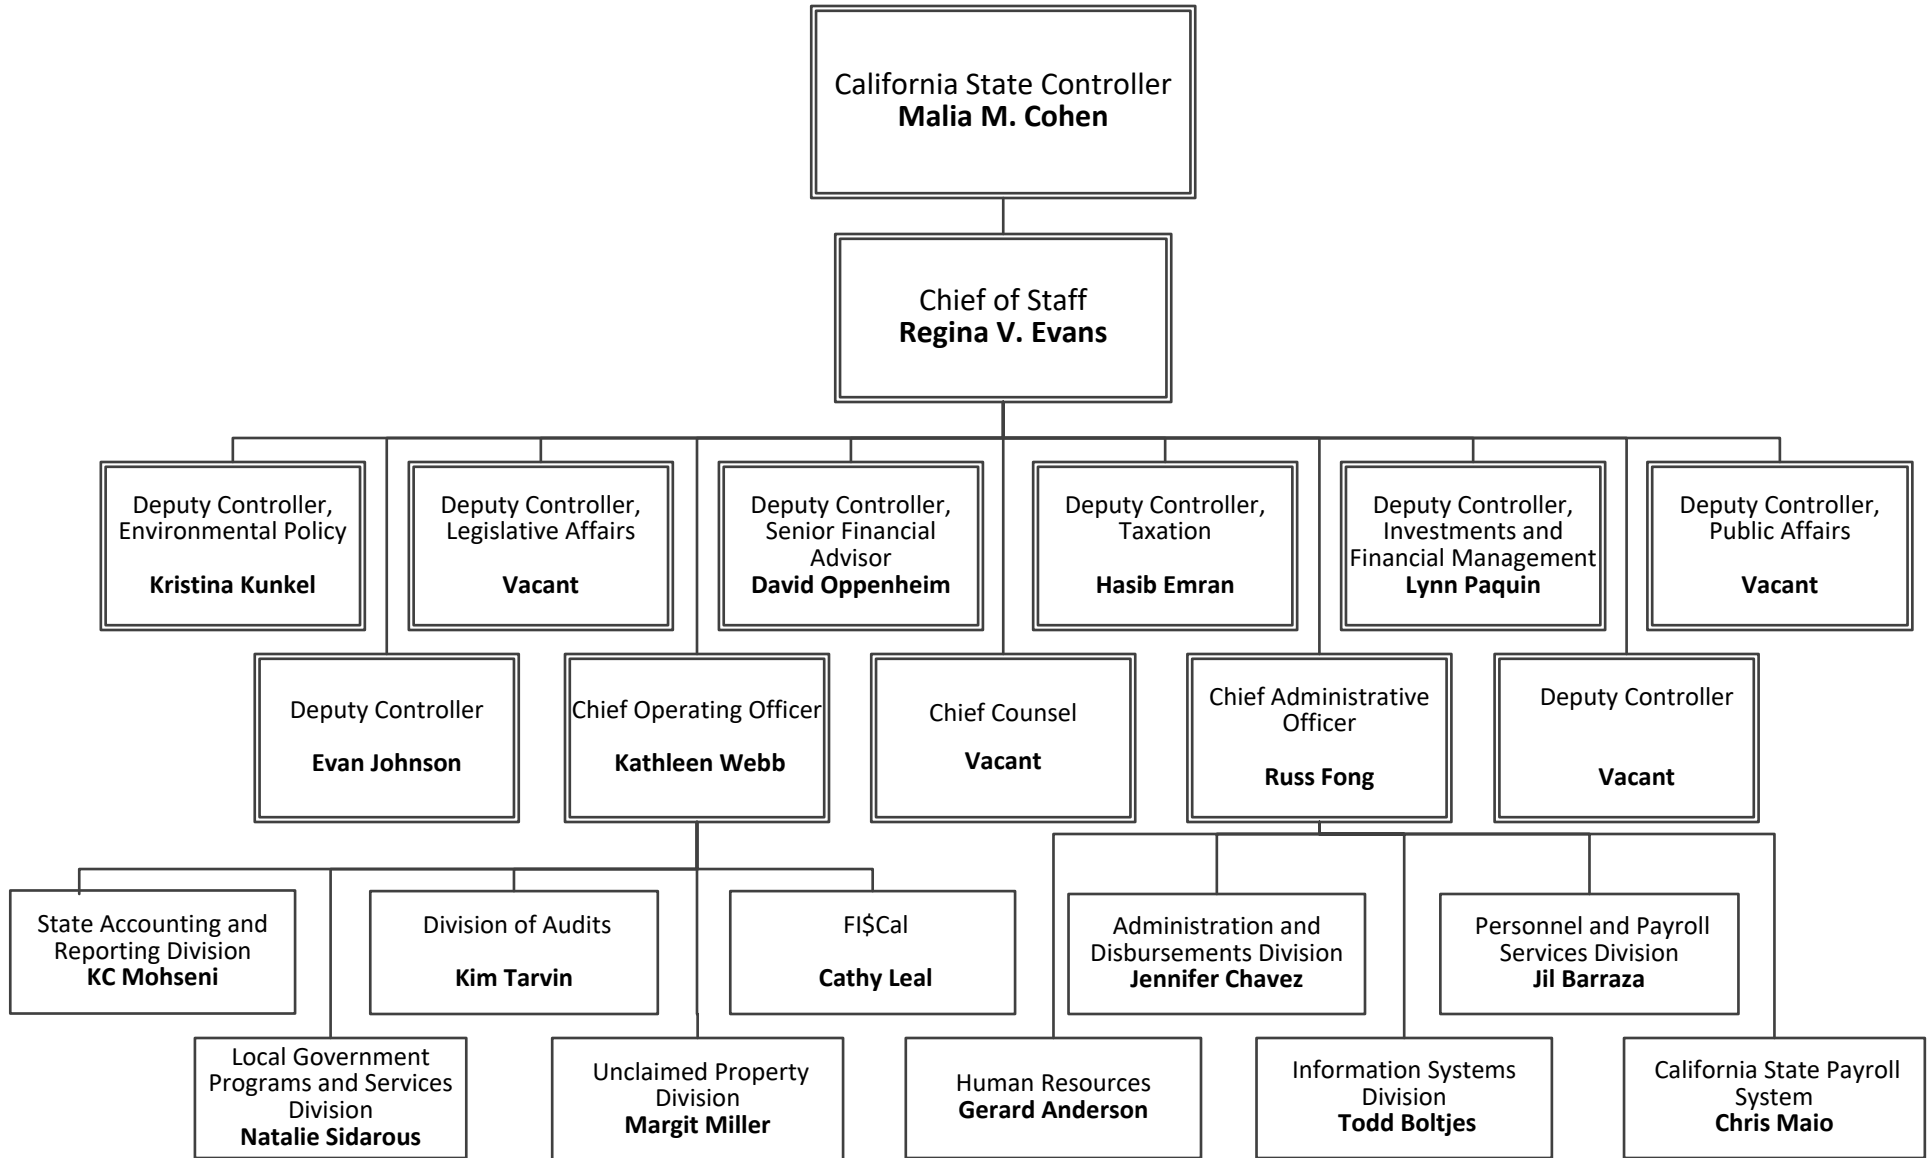 California State Controller
Malia M. Cohen
Chief of Staff
Regina V. Evans
Deputy Controller,
Environmental Policy
Kristina Kunkel
Deputy Controller,
Legislative Affairs
Vacant
Deputy Controller,
Senior Financial
Advisor
David Oppenheim
Deputy Controller,
Taxation
Hasib Emran
Deputy Controller,
Investments and
Financial Management
Lynn Paquin
Deputy Controller,
Public Affairs
Vacant
Deputy Controller
Evan Johnson
Chief Operating Officer
Kathleen Webb
Chief Counsel
Vacant
Chief Administrative
Officer
Russ Fong
Deputy Controller
Vacant
State Accounting and
Reporting Division
KC Mohseni
Division of Audits
Kim Tarvin
FI$Cal
Cathy Leal
Administration and
Disbursements Division
Jennifer Chavez
Personnel and Payroll
Services Division
Jil Barraza
Local Government
Programs and Services
Division
Natalie Sidarous
Unclaimed Property
Division
Margit Miller
Human Resources
Gerard Anderson
Information Systems
Division
Todd Boltjes
California State Payroll
System
Chris Maio